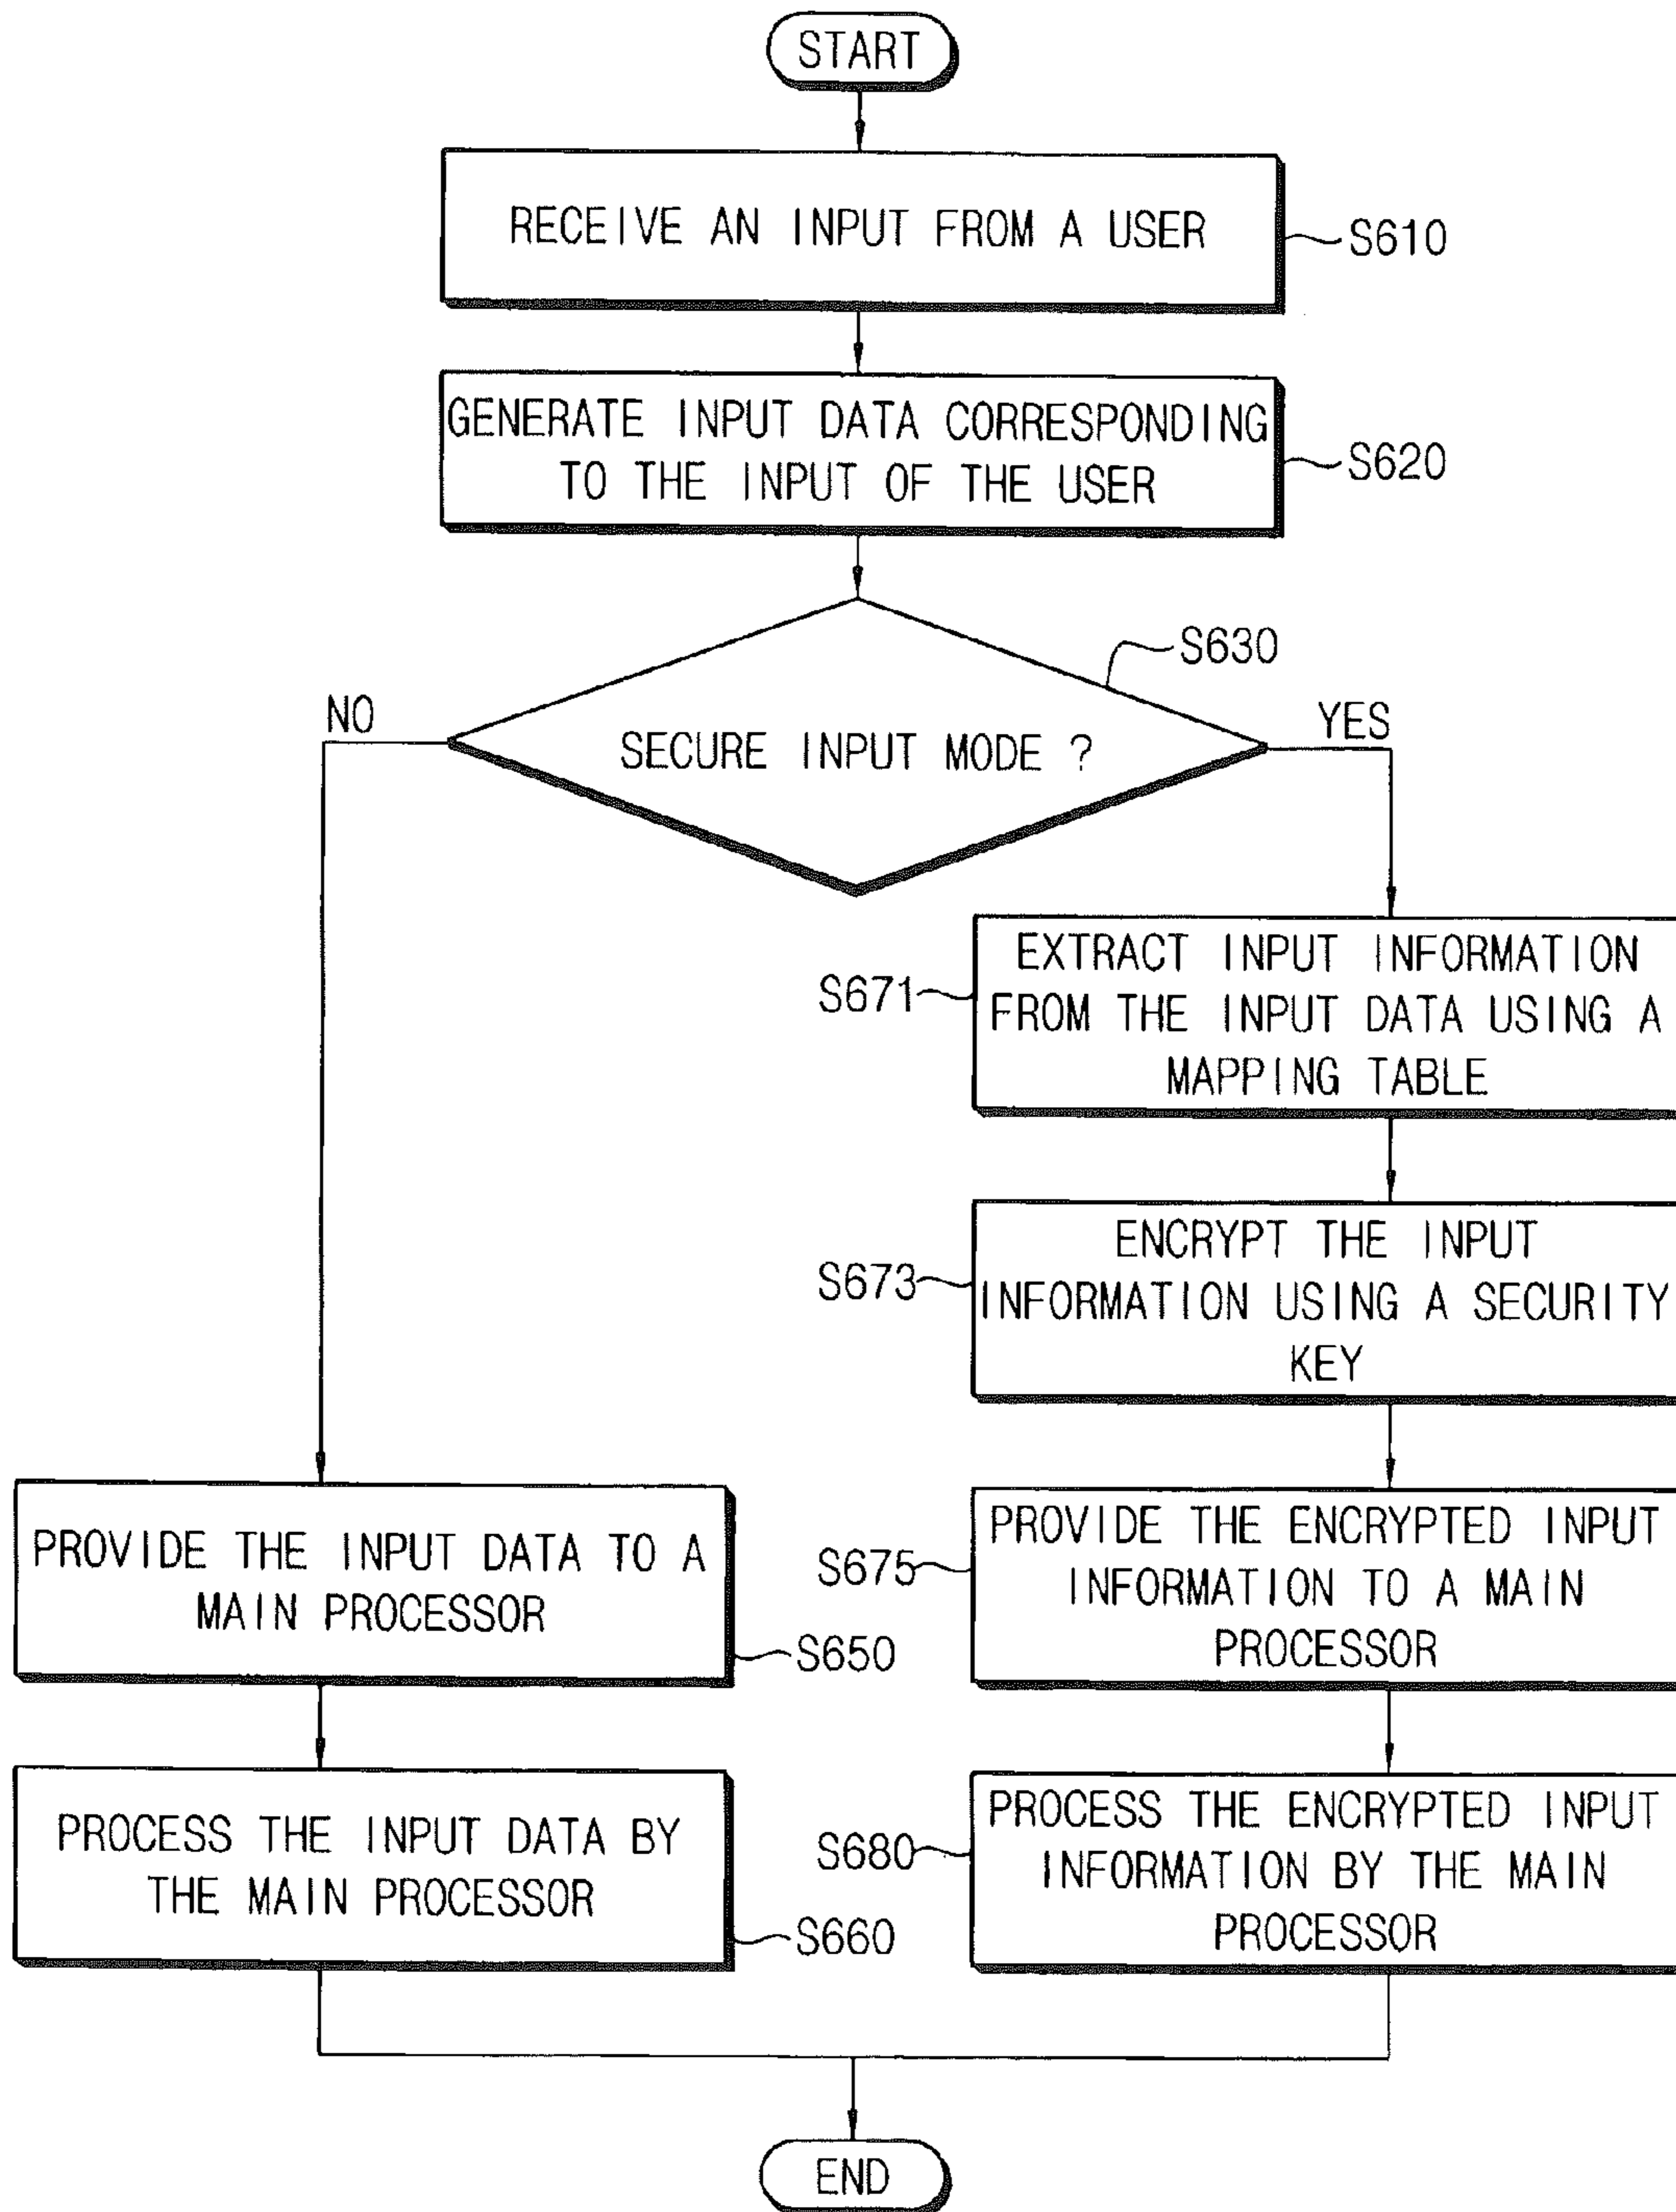 START
RECEIVE AN INPUT FROM A USER
S610
GENERATE INPUT DATA CORRESPONDING
TO THE INPUT OF THE USER
S620
S630
SECURE INPUT MODE ?
NO
YES
EXTRACT INPUT INFORMATION
FROM THE INPUT DATA USING A
MAPPING TABLE
S671
ENCRYPT THE INPUT
INFORMATION USING A SECURITY
KEY
S673
PROVIDE THE INPUT DATA TO A
MAIN PROCESSOR
S650
PROVIDE THE ENCRYPTED INPUT
INFORMATION TO A MAIN
PROCESSOR
S675
PROCESS THE INPUT DATA BY
THE MAIN PROCESSOR
S660
PROCESS THE ENCRYPTED INPUT
INFORMATION BY THE MAIN
PROCESSOR
S680
END